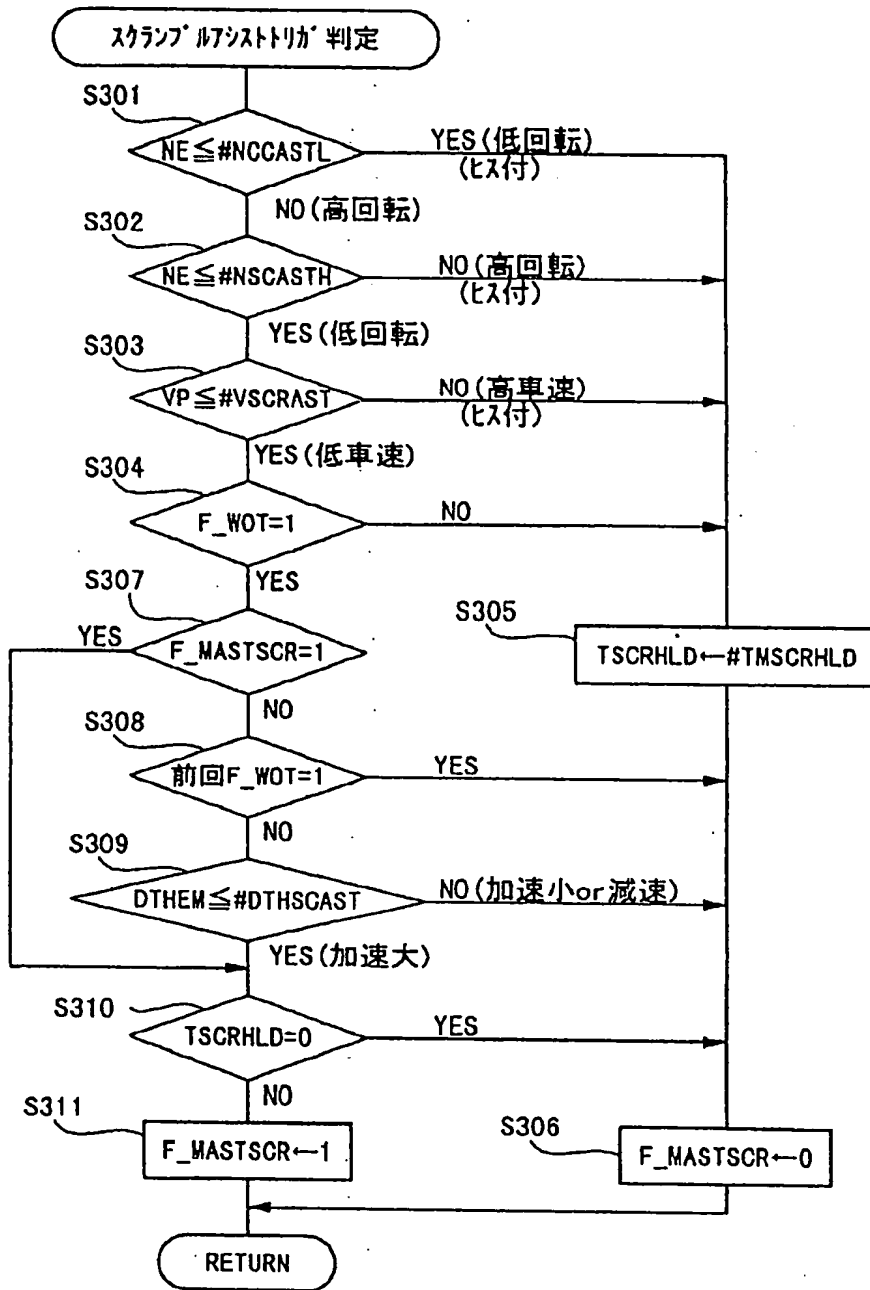 スクランブルアシストトリガ判定
S301
NE≦#NCCASTL
YES(低回転)
(ヒス付)
NO(高回転)
S302
NE≦#NSCASTH
NO(高回転)
(ヒス付)
YES(低回転)
S303
VP≦#VSCRAST
NO(高車速)
(ヒス付)
YES(低車速)
S304
F_WOT=1
NO
YES
S307
YES
F_MASTSCR=1
S305
TSCRHLD←#TMSCRHLD
NO
S308
前回F_WOT=1
YES
NO
S309
DTHEM≦#DTHSCAST
NO(加速小or減速)
YES(加速大)
S310
TSCRHLD=0
YES
NO
S311
F_MASTSCR←1
S306
F_MASTSCR←0
RETURN